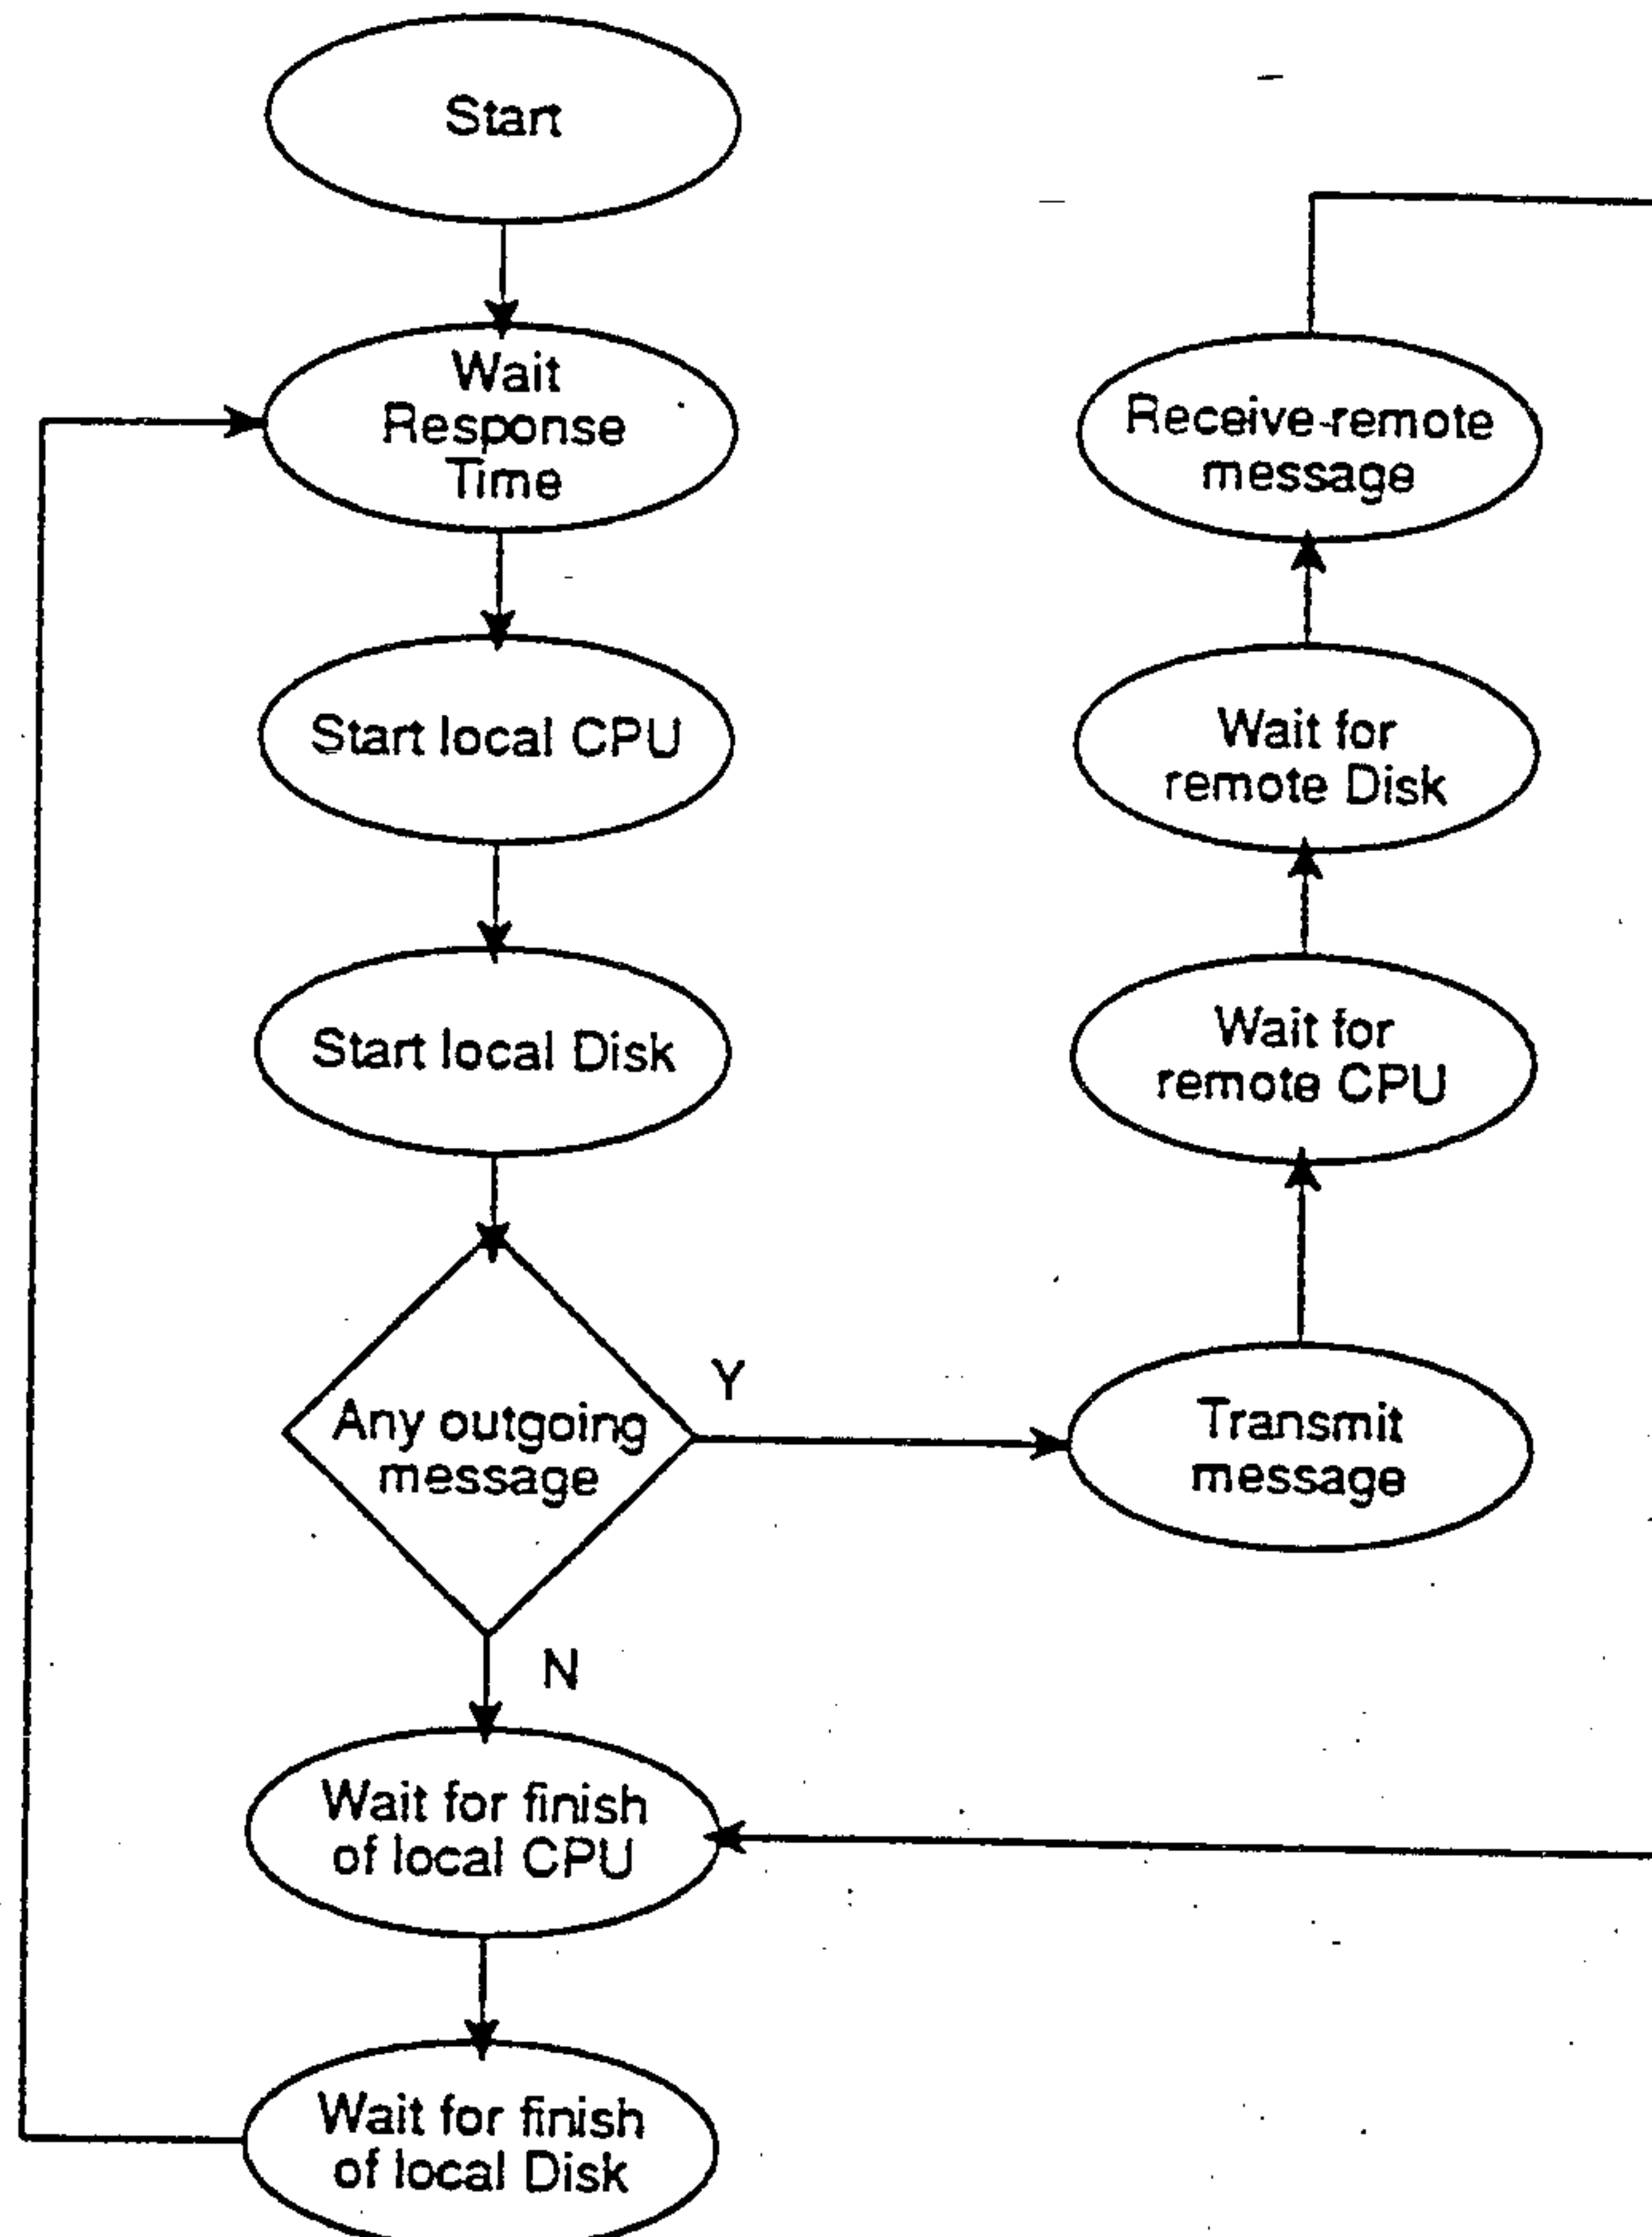 Start
Wait
Response
Time
Start local CPU
Start local Disk
Any outgoing
message
Y
N
Wait for finish
of local CPU
Wait for finish
of local Disk
Receive-remote
message
Wait for
remote Disk
Wait for
remote CPU
Transmit
message